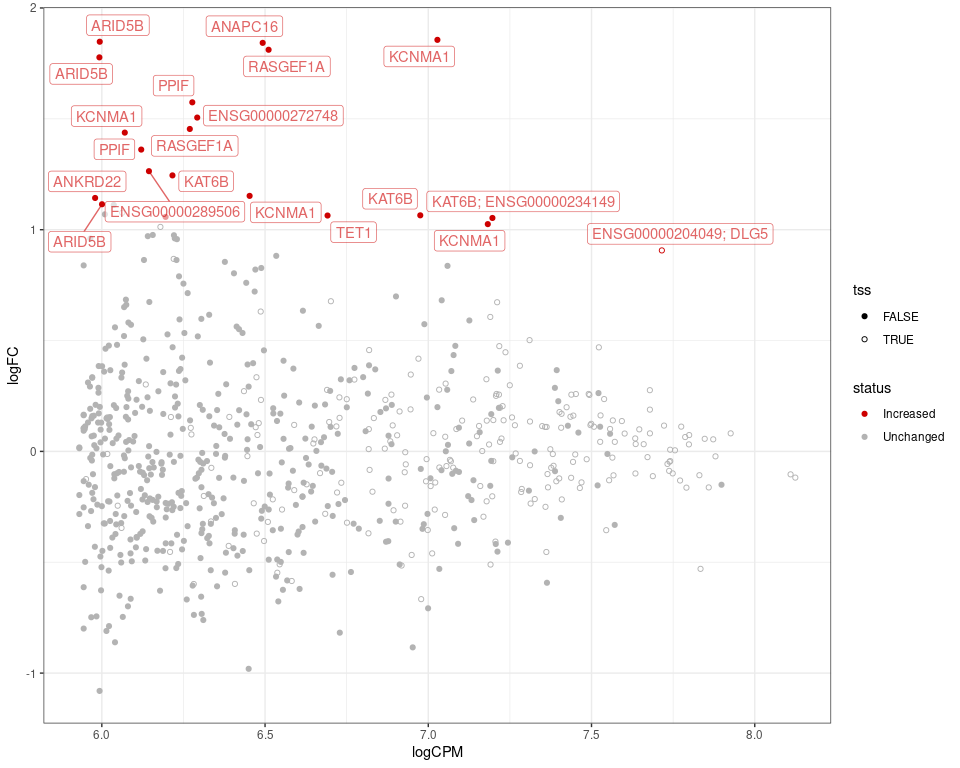 2
ARID5B
ANAPC16
KCNMA1
RASGEF1A
ARID5B
PPIF
KCNMA1
ENSG00000272748
PPIF
RASGEF1A
ANKRD22
KAT6B
KAT6B
KAT6B; ENSG00000234149
ENSG00000289506
KCNMA1
TET1
ARID5B
KCNMA1
ENSG00000204049; DLG5
1
0
-1
logFC
6.0
6.5
7.0
7.5
8.0
logCPM
tss
FALSE
TRUE
status
Increased
Unchanged